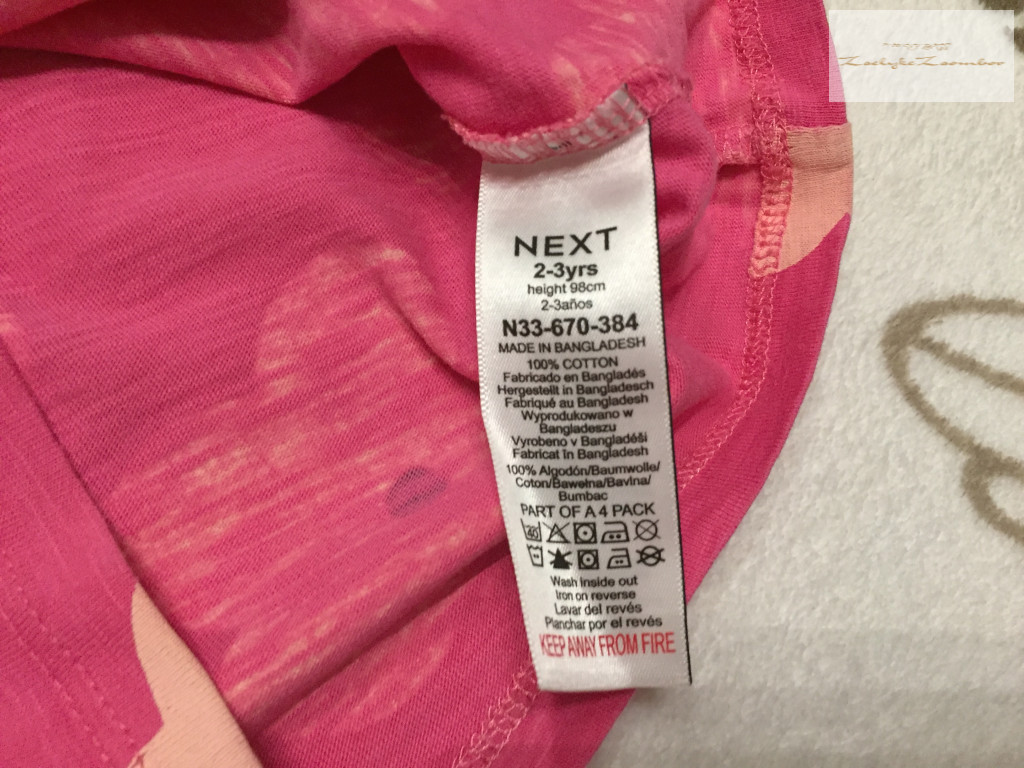 NEXT
2-3yrs
height 98cm
2-3años
N33-670-384
MADE IN BANGLADESH
100% COTTON
Fabricado en Bangladés
Hergestellt in Bangladesch
Fabriqué au Bangladesh
Wyprodukowano w
Bangladeszu
Vyrobeno v Bangladéši
Fabricat în Bangladesh
100% Algodón/Baumwolle/
Coton/Bawełna/Bavlna/
Bumbac
PART OF A 4 PACK
40
Wash inside out
Iron on reverse
Lavar del revés
Planchar por el revés
KEEP AWAY FROM FIRE